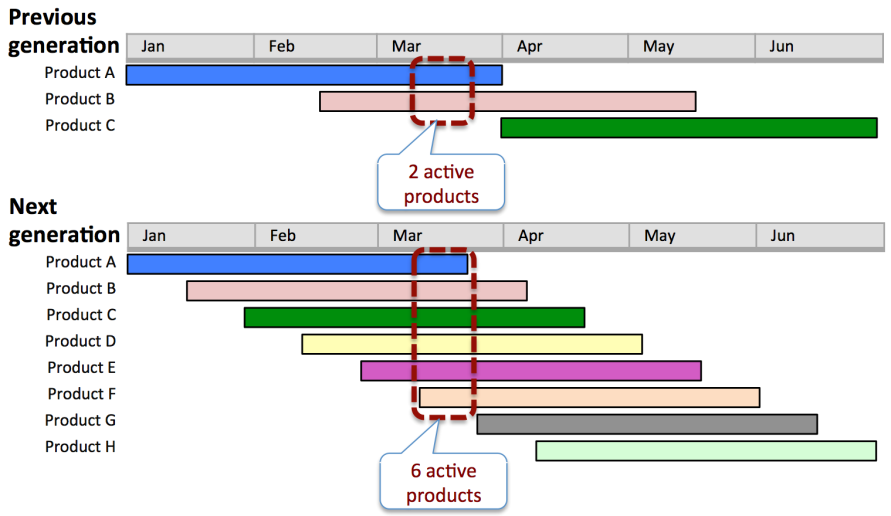 Previous
generation
Jan Feb Mar Apr May Jun
Product A
Product B
Product C
2 active
products
Next
generation
Jan Feb Mar Apr May Jun
Product A
Product B
Product C
Product D
Product E
Product F
Product G
Product H
6 active
products